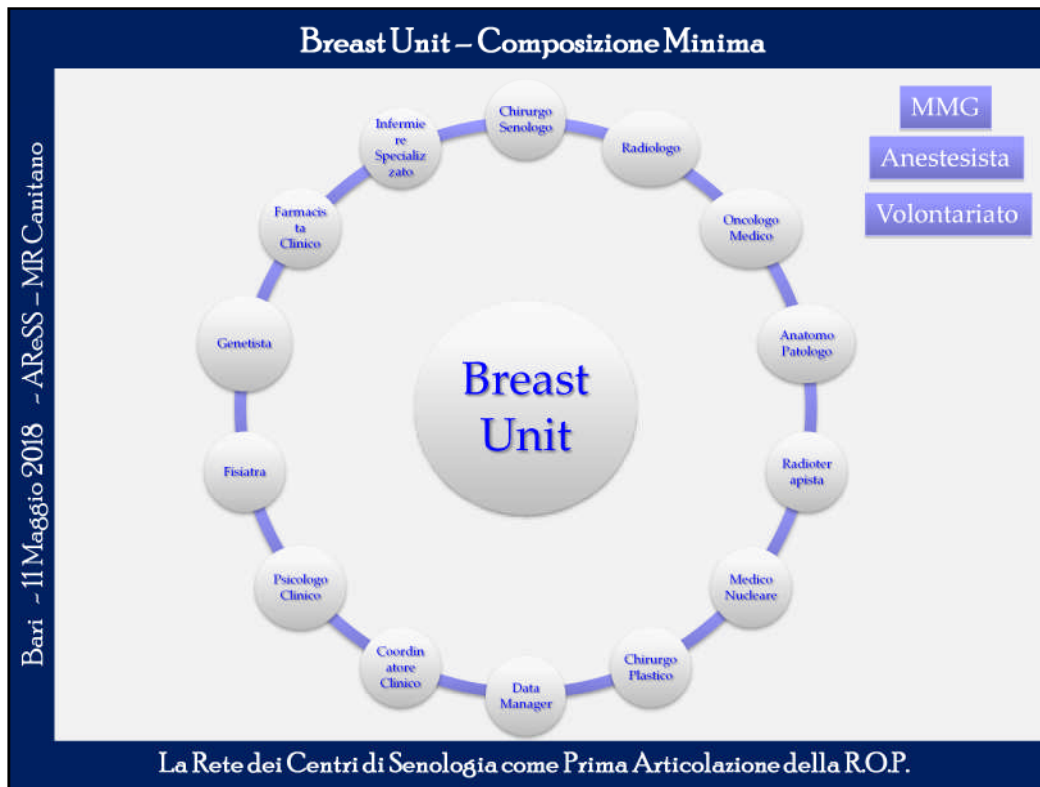 Breast Unit – Composizione Minima
Bari ~ 11 Maggio 2018 ~ AReSS – MR Canitano
Chirurgo
Senologo
Radiologo
Oncologo
Medico
Anatomo
Patologo
Radioter
apista
Medico
Nucleare
Chirurgo
Plastico
Data
Manager
Coordin
atore
Clinico
Psicologo
Clinico
Fisiatra
Genetista
Farmacis
ta
Clinico
Infermie
re
Specializ
zato
Breast
Unit
MMG
Anestesista
Volontariato
La Rete dei Centri di Senologia come Prima Articolazione della R.O.P.